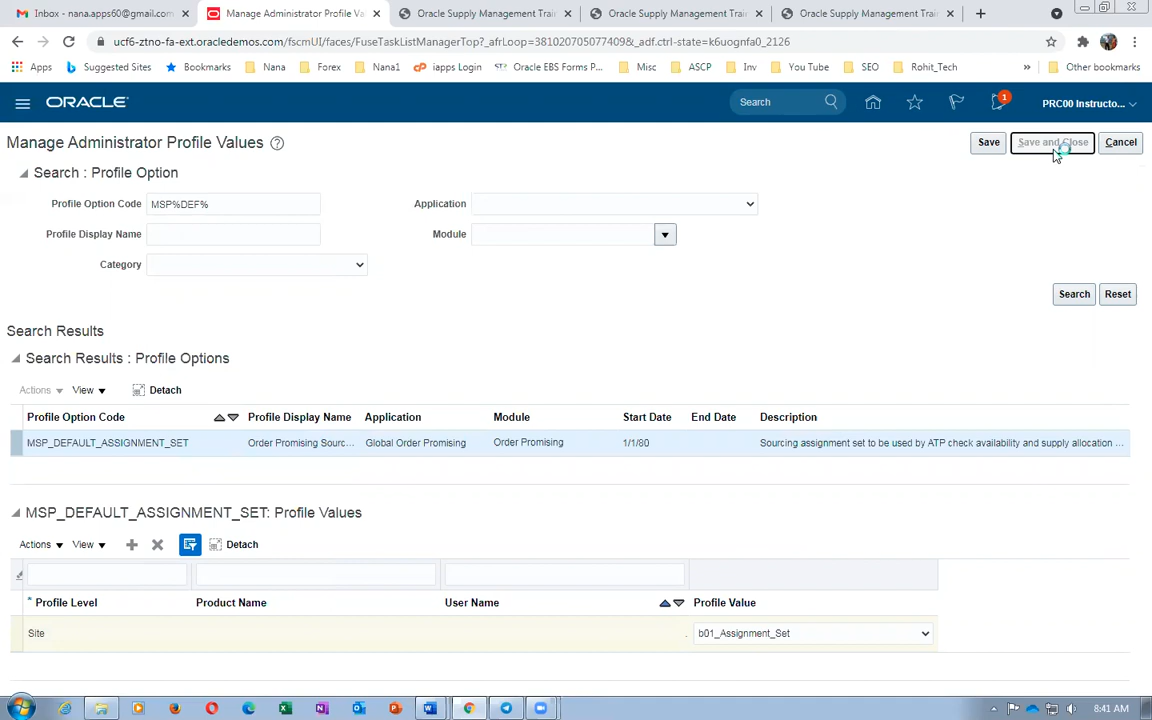 Inbox - nana.apps60@gmail.com
Manage Administrator Profile Va
Oracle Supply Management Train
Oracle Supply Management Train
Oracle Supply Management Train
ucf6-ztno-fa-ext.oracledemos.com/fscmUI/faces/FuseTaskListManagerTop?_afrLoop=3810207050774098&_adf.ctrl-state=k6uognfa0_2126
Apps Suggested Sites Bookmarks Nana Forex Nana1 iapps Login Oracle EBS Forms P... Misc ASCP Inv You Tube SEO Rohit_Tech » Other bookmarks
ORACLE Search 1 PRC00 Instructo...
Manage Administrator Profile Values ? Save Save and Close Cancel
Search : Profile Option
Profile Option Code MSP%DEF% Application
Profile Display Name Module
Category
Search Reset
Search Results
Search Results : Profile Options
Actions View Detach
Profile Option Code Profile Display Name Application Module Start Date End Date Description
MSP_DEFAULT_ASSIGNMENT_SET Order Promising Sourc... Global Order Promising Order Promising 1/1/80 Sourcing assignment set to be used by ATP check availability and supply allocation ...
MSP_DEFAULT_ASSIGNMENT_SET: Profile Values
Actions View Detach
* Profile Level Product Name User Name Profile Value
Site . b01_Assignment_Set
8:41 AM